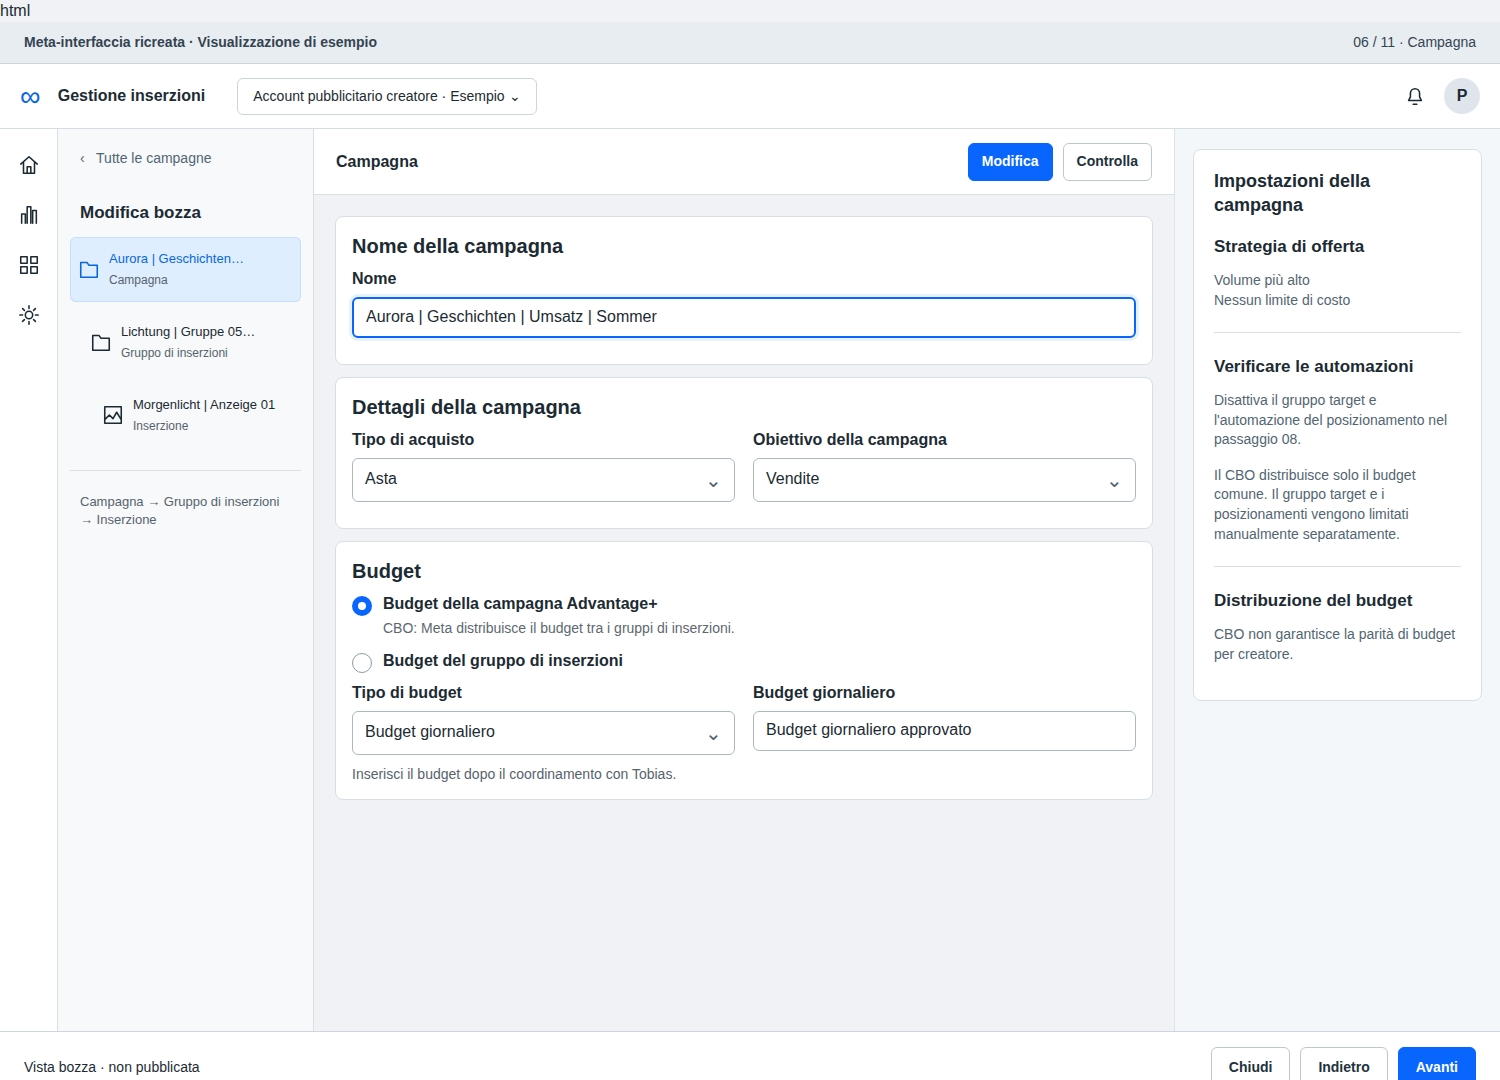 html
Meta-interfaccia ricreata · Visualizzazione di esempio
06 / 11 · Campagna
Gestione inserzioni
Account pubblicitario creatore · Esempio
P
‹ Tutte le campagne
Modifica bozza
Aurora | Geschichten…
Campagna
Lichtung | Gruppe 05…
Gruppo di inserzioni
Morgenlicht | Anzeige 01
Inserzione
Campagna → Gruppo di inserzioni
→ Inserzione
Campagna
Modifica
Controlla
Nome della campagna
Nome
Aurora | Geschichten | Umsatz | Sommer
Dettagli della campagna
Tipo di acquisto
Obiettivo della campagna
Asta
Vendite
Budget
Budget della campagna Advantage+
CBO: Meta distribuisce il budget tra i gruppi di inserzioni.
Budget del gruppo di inserzioni
Tipo di budget
Budget giornaliero
Budget giornaliero
Budget giornaliero approvato
Inserisci il budget dopo il coordinamento con Tobias.
Impostazioni della
campagna
Strategia di offerta
Volume più alto
Nessun limite di costo
Verificare le automazioni
Disattiva il gruppo target e
l'automazione del posizionamento nel
passaggio 08.
Il CBO distribuisce solo il budget
comune. Il gruppo target e i
posizionamenti vengono limitati
manualmente separatamente.
Distribuzione del budget
CBO non garantisce la parità di budget
per creatore.
Vista bozza · non pubblicata
Chiudi
Indietro
Avanti